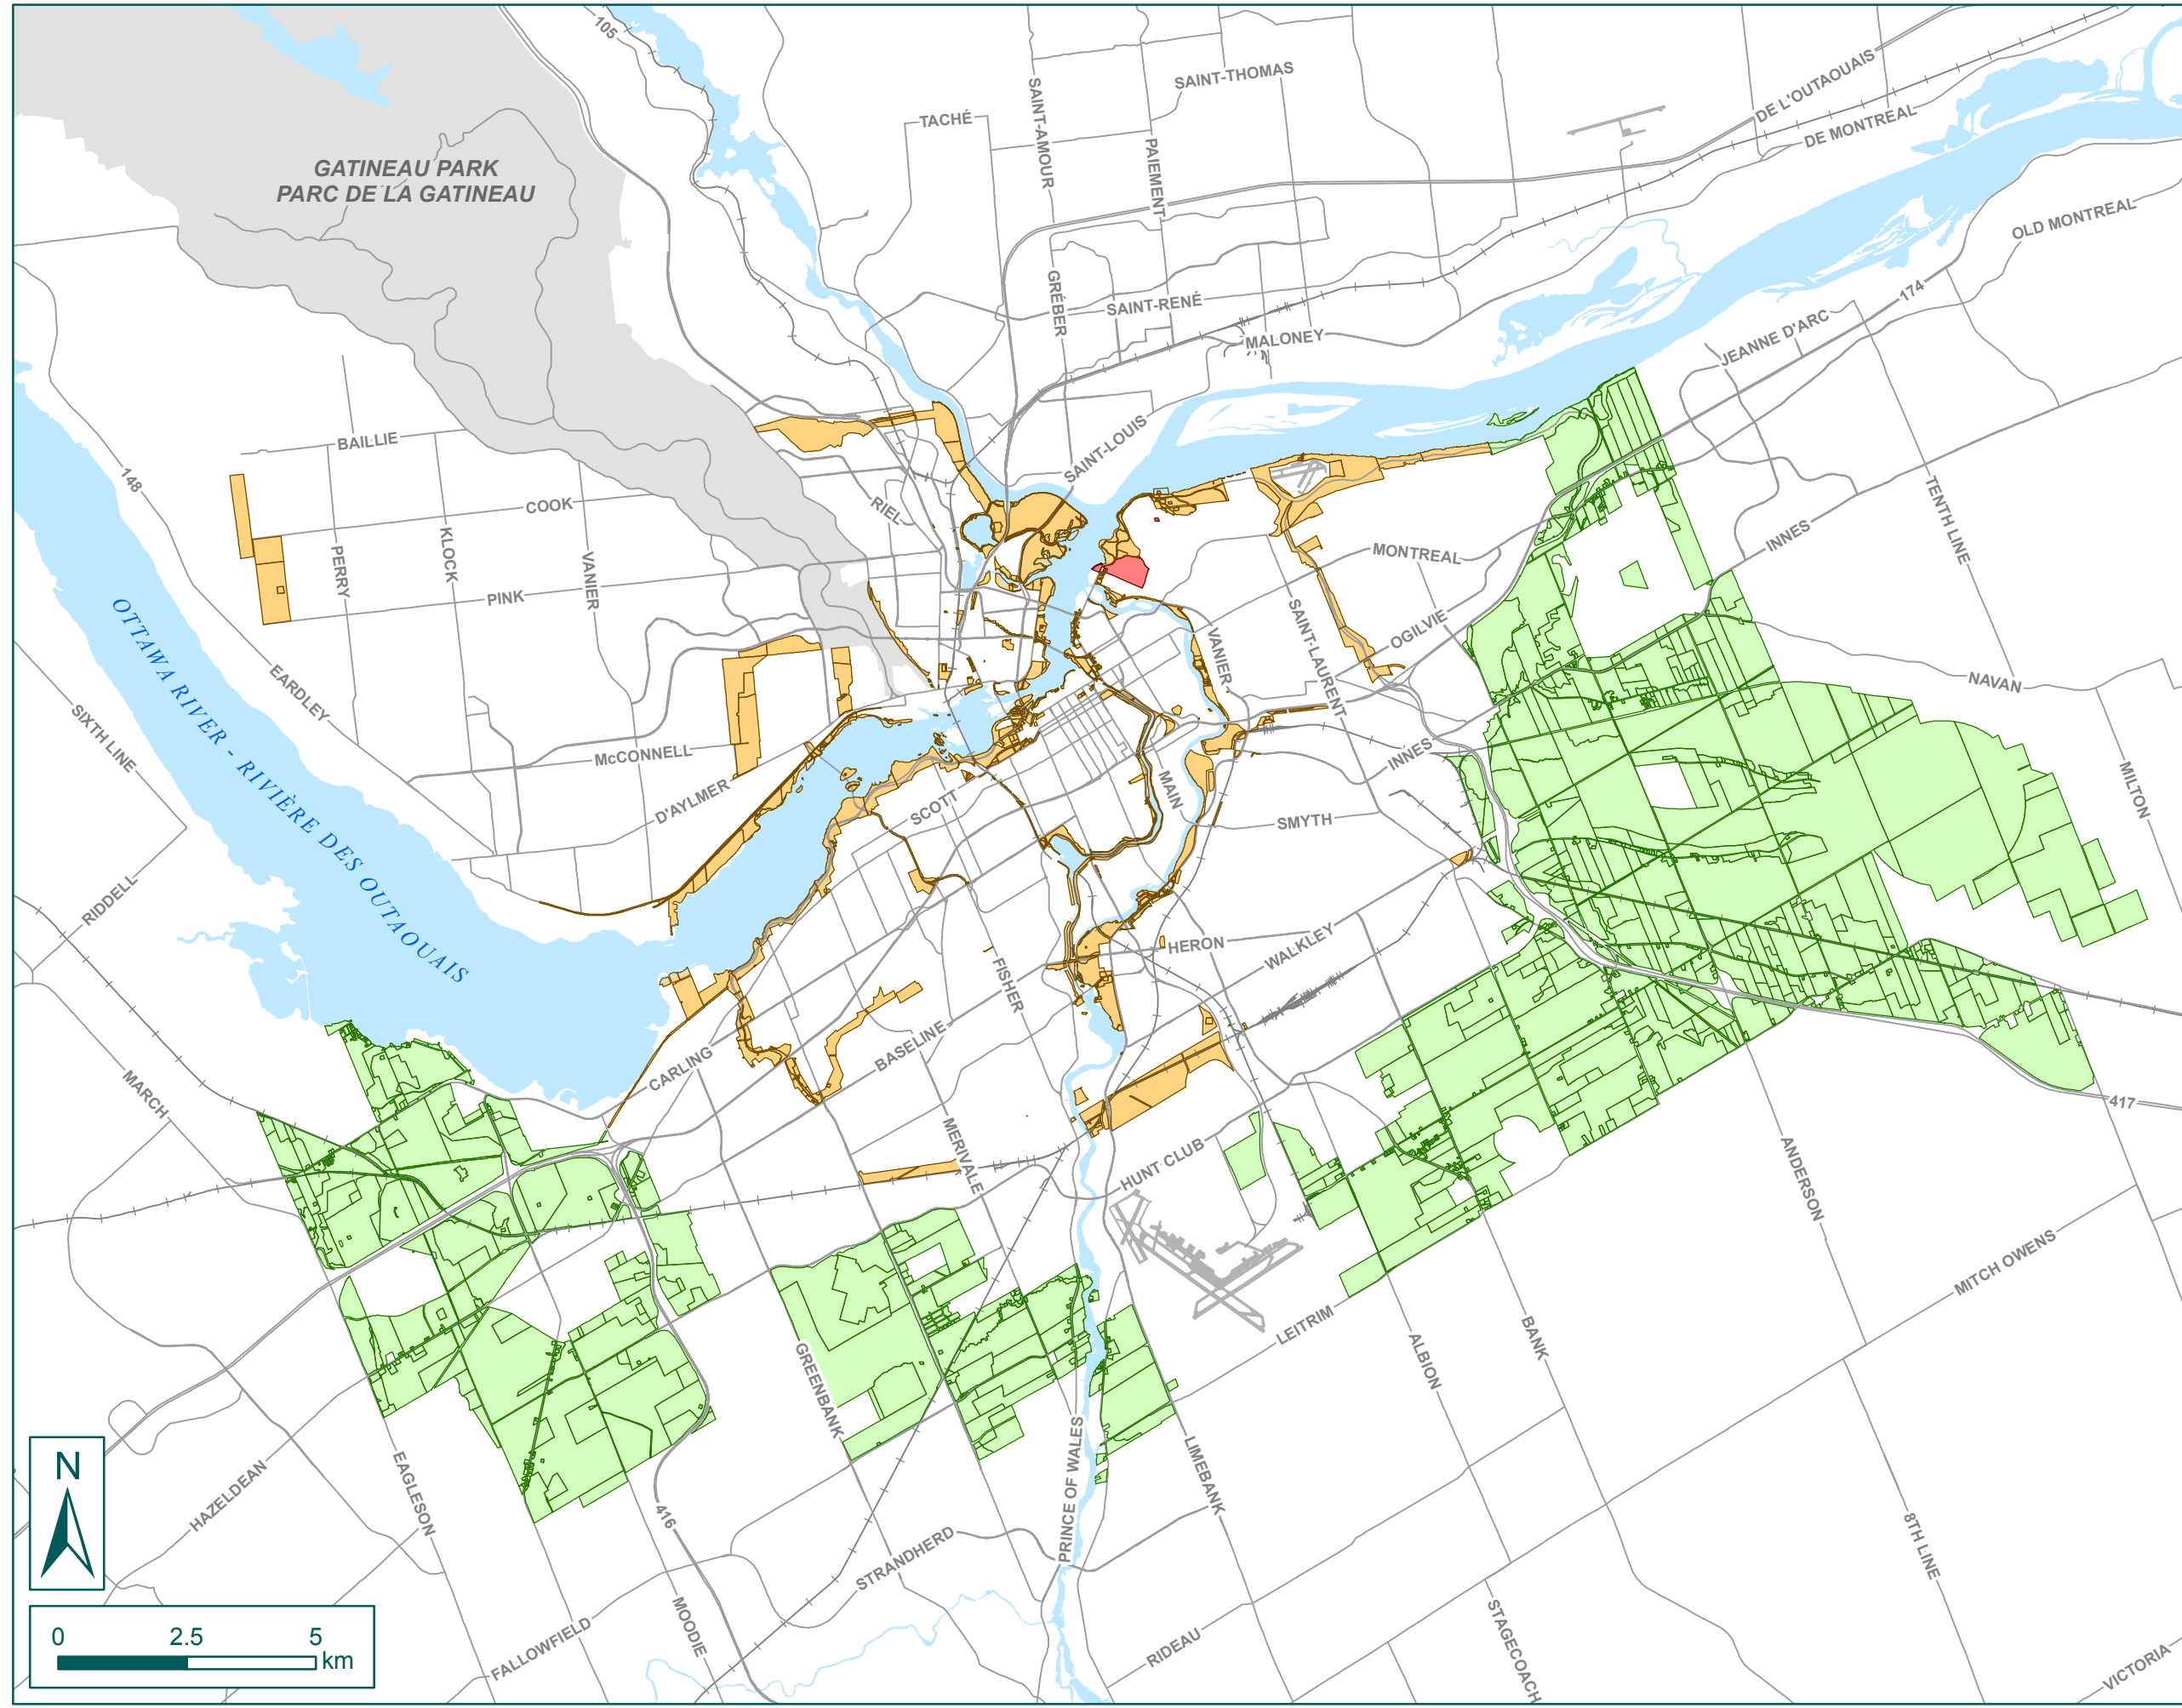 105
SAINT-THOMAS
DE L'OUTAOUAIS
TACHÉ
SAINT-AMOUR
PAIEMENT
DE MONTREAL
GATINEAU PARK
PARC DE LA GATINEAU
OLD MONTREAL
GRÉBER
SAINT-RENÉ
174
MALONEY
JEANNE D'ARC
BAILLIE
SAINT-LOUIS
148
COOK
RIEL
TENTH LINE
KLOCK
PERRY
VANIER
MONTREAL
INNES
PINK
SAINT-LAURENT
OGILVIE
VANIER
OTTAWA RIVER - RIVIÈRE DES OUTAOUAIS
EARDLEY
NAVAN
SIXTH LINE
McCONNELL
INNES
MILTON
D'AYLMER
MAIN
SCOTT
SMYTH
RIDDELL
HERON
WALKLEY
FISHER
BASELINE
CARLING
MARCH
417
MERIVALE
HUNT CLUB
ANDERSON
MITCH OWENS
LEITRIM
BANK
ALBION
GREENBANK
PRINCE OF WALES
LIMEBANK
N
HAZELDEAN
EAGLESON
416
8TH LINE
STRANDHERD
MOODIE
STAGECOACH
FALLOWFIELD
RIDEAU
VICTORIA
0 2.5 5
km